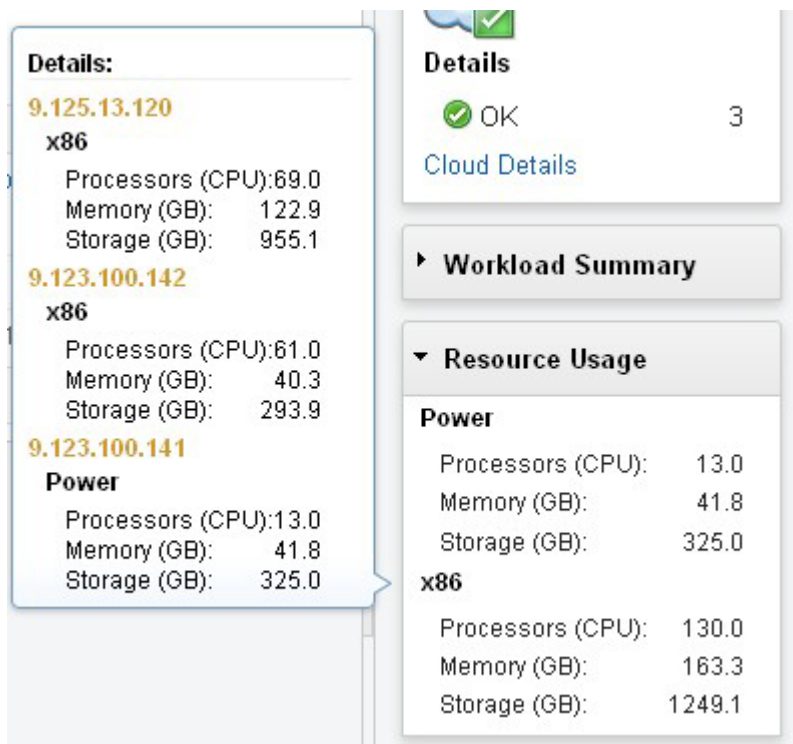 Details:
9.125.13.120
x86
Processors (CPU):69.0
Memory (GB): 122.9
Storage (GB): 955.1
9.123.100.142
x86
Processors (CPU):61.0
Memory (GB): 40.3
Storage (GB): 293.9
9.123.100.141
Power
Processors (CPU):13.0
Memory (GB): 41.8
Storage (GB): 325.0
Details
OK 3
Cloud Details
Workload Summary
Resource Usage
Power
Processors (CPU): 13.0
Memory (GB): 41.8
Storage (GB): 325.0
x86
Processors (CPU): 130.0
Memory (GB): 163.3
Storage (GB): 1249.1